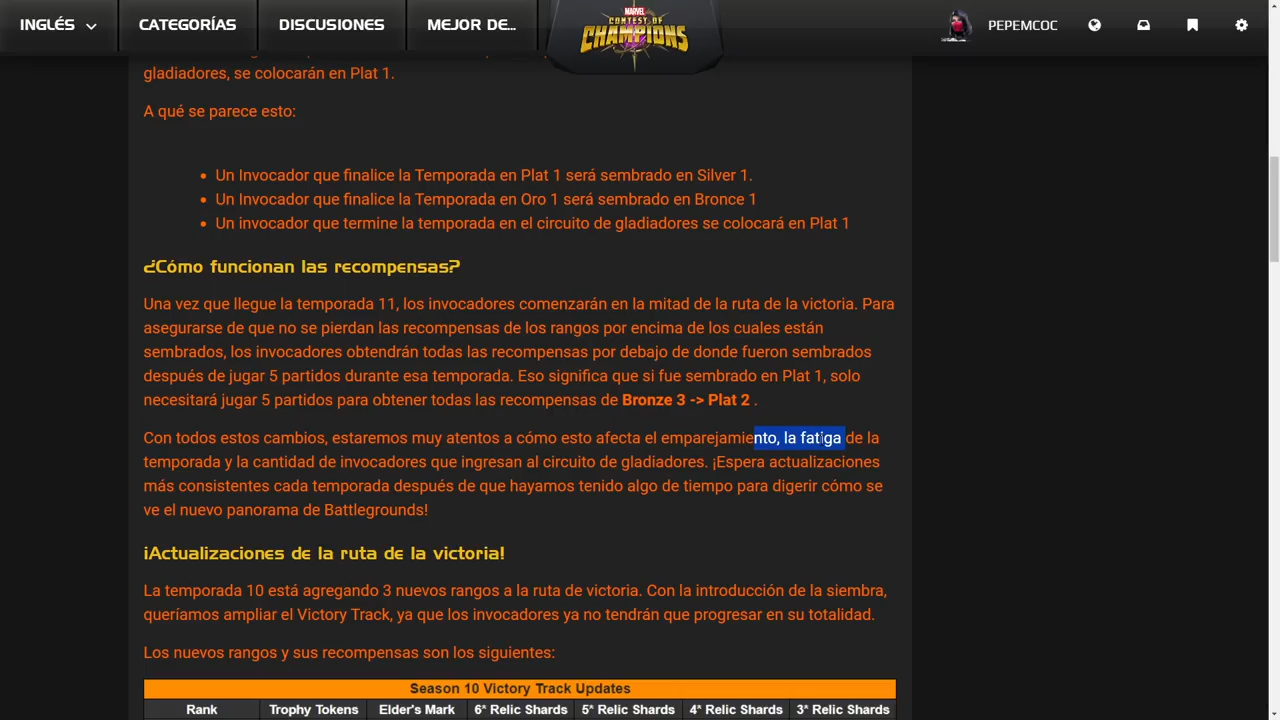 INGLÉS
CATEGORÍAS
DISCUSIONES
MEJOR DE...
MARVEL
CONTEST OF
CHAMPIONS
PEPEMCOC
gladiadores, se colocarán en Plat 1.
A qué se parece esto:
• Un Invocador que finalice la Temporada en Plat 1 será sembrado en Silver 1.
• Un Invocador que finalice la Temporada en Oro 1 será sembrado en Bronce 1
• Un invocador que termine la temporada en el circuito de gladiadores se colocará en Plat 1
¿Cómo funcionan las recompensas?
Una vez que llegue la temporada 11, los invocadores comenzarán en la mitad de la ruta de la victoria. Para
asegurarse de que no se pierdan las recompensas de los rangos por encima de los cuales están
sembrados, los invocadores obtendrán todas las recompensas por debajo de donde fueron sembrados
después de jugar 5 partidos durante esa temporada. Eso significa que si fue sembrado en Plat 1, solo
necesitará jugar 5 partidos para obtener todas las recompensas de Bronze 3 -> Plat 2 .
Con todos estos cambios, estaremos muy atentos a cómo esto afecta el emparejamiento, la fatiga de la
temporada y la cantidad de invocadores que ingresan al circuito de gladiadores. ¡Espera actualizaciones
más consistentes cada temporada después de que hayamos tenido algo de tiempo para digerir cómo se
ve el nuevo panorama de Battlegrounds!
¡Actualizaciones de la ruta de la victoria!
La temporada 10 está agregando 3 nuevos rangos a la ruta de victoria. Con la introducción de la siembra,
queríamos ampliar el Victory Track, ya que los invocadores ya no tendrán que progresar en su totalidad.
Los nuevos rangos y sus recompensas son los siguientes:
Season 10 Victory Track Updates
Rank Trophy Tokens Elder's Mark 6* Relic Shards 5* Relic Shards 4* Relic Shards 3* Relic Shards